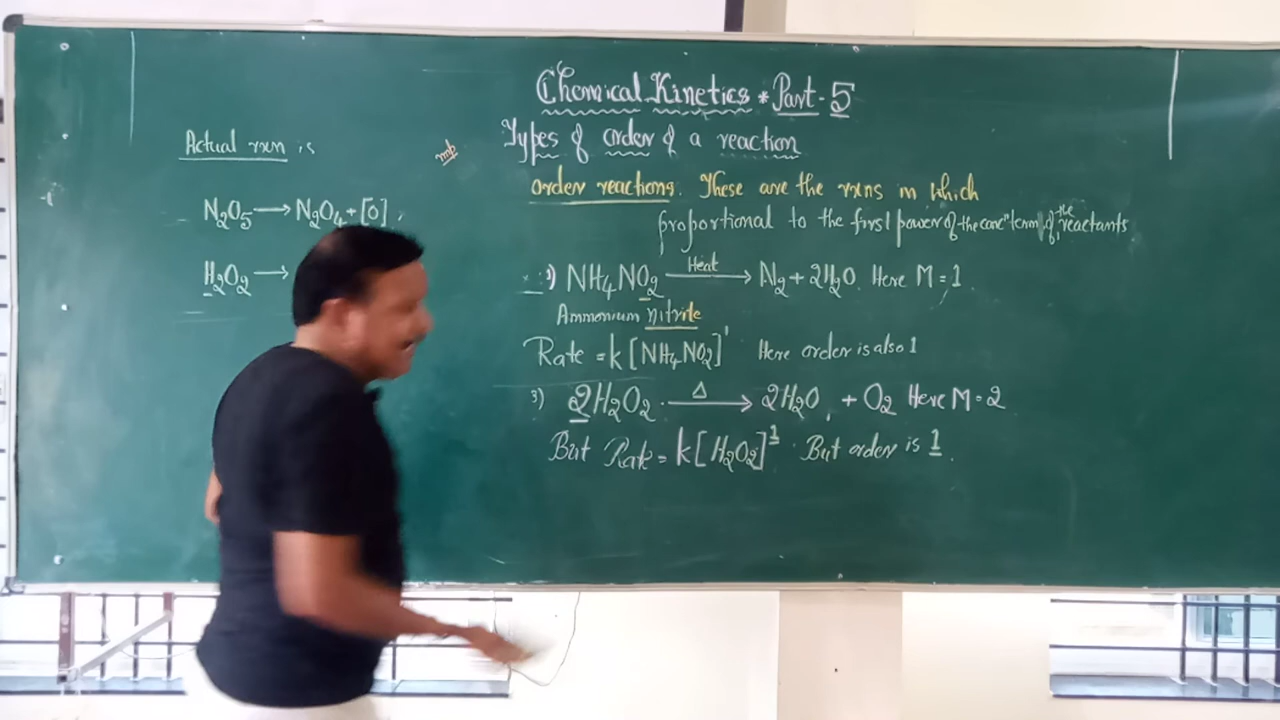 Chemical Kinetics * Part-5
Types of order of a reaction
Actual rxn is
N₂O₅ ⟶ N₂O₄ + [O],
H₂O₂ ⟶
imp
order reactions. These are the rxns in which
proportional to the first power of the concⁿ term of the reactants
1) NH₄NO₂ —Heat→ N₂ + 2H₂O. Here M=1.
Ammonium nitrite
Rate = k[NH₄NO₂]¹ Here order is also 1
3) 2H₂O₂ —Δ→ 2H₂O, + O₂ Here M=2
But Rate = k[H₂O₂]¹. But order is 1.